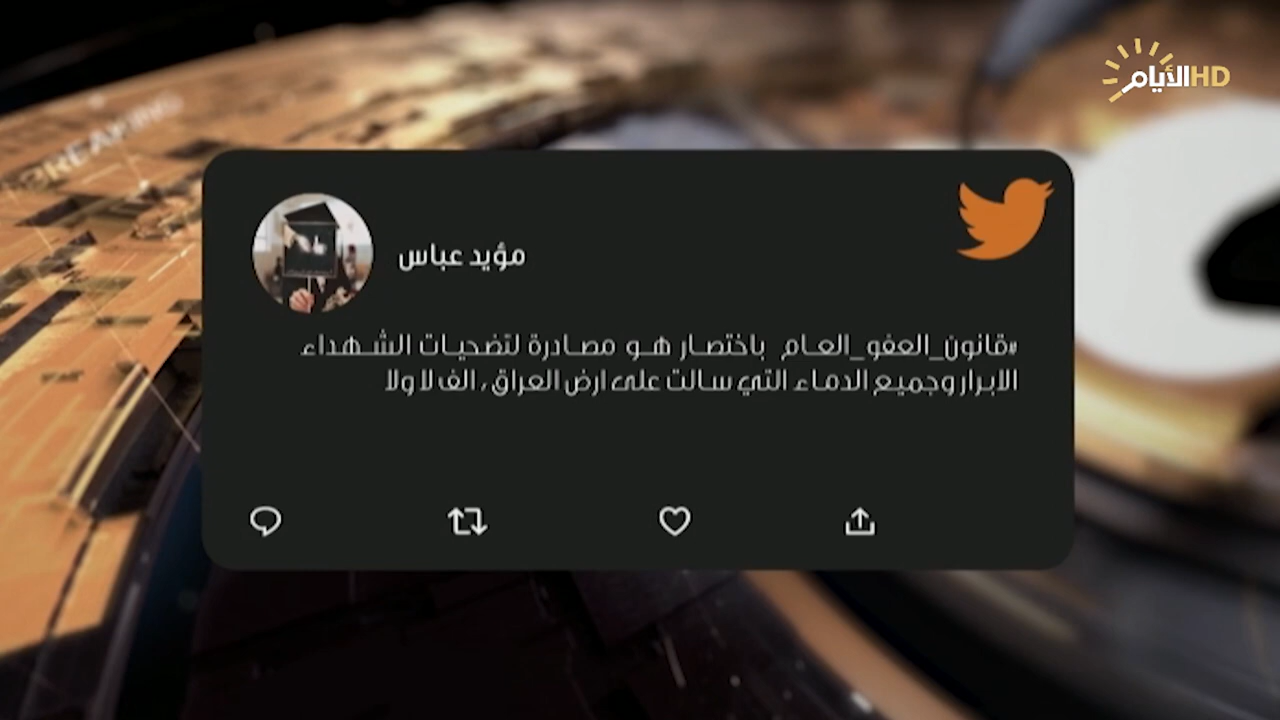 الأيام HD
BREAKING
مؤيد عباس
#قانون_العفو_العام باختصار هو مصادرة لتضحيات الشهداء
الابرار وجميع الدماء التي سالت على ارض العراق ، الف لا ولا